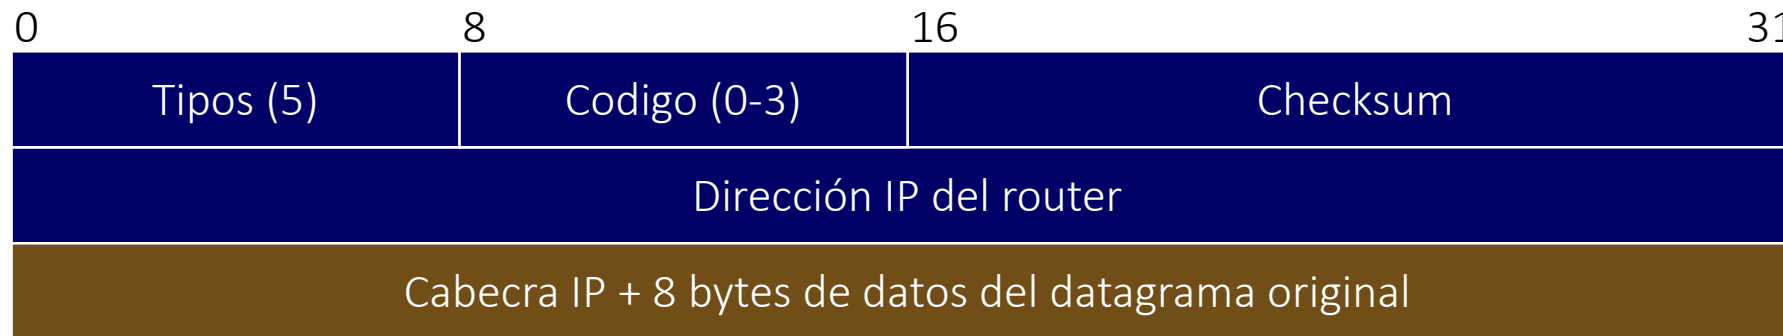 0 8 16 31
Tipos (5) Codigo (0-3) Checksum
Dirección IP del router
Cabecra IP + 8 bytes de datos del datagrama original